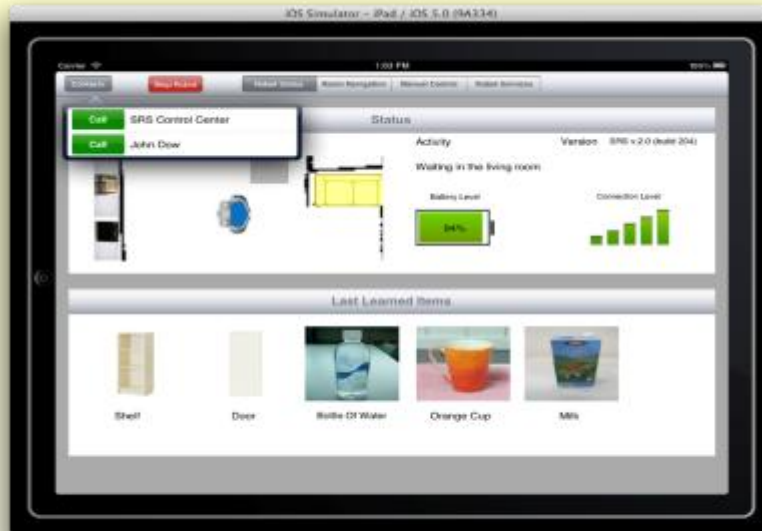 iOS Simulator - iPad / iOS 5.0 (9A334)
Carrier 1:03 PM 100%
Contacts Stop Robot Robot Status Room Navigation Manual Control Robot Services
Call SRS Control Center
Call John Dow
Status
Activity
Version SRS v.2.0 (build 204)
Waiting in the living room
Battery Level
Connection Level
94%
Last Learned Items
Shelf Door Bottle Of Water Orange Cup Milk